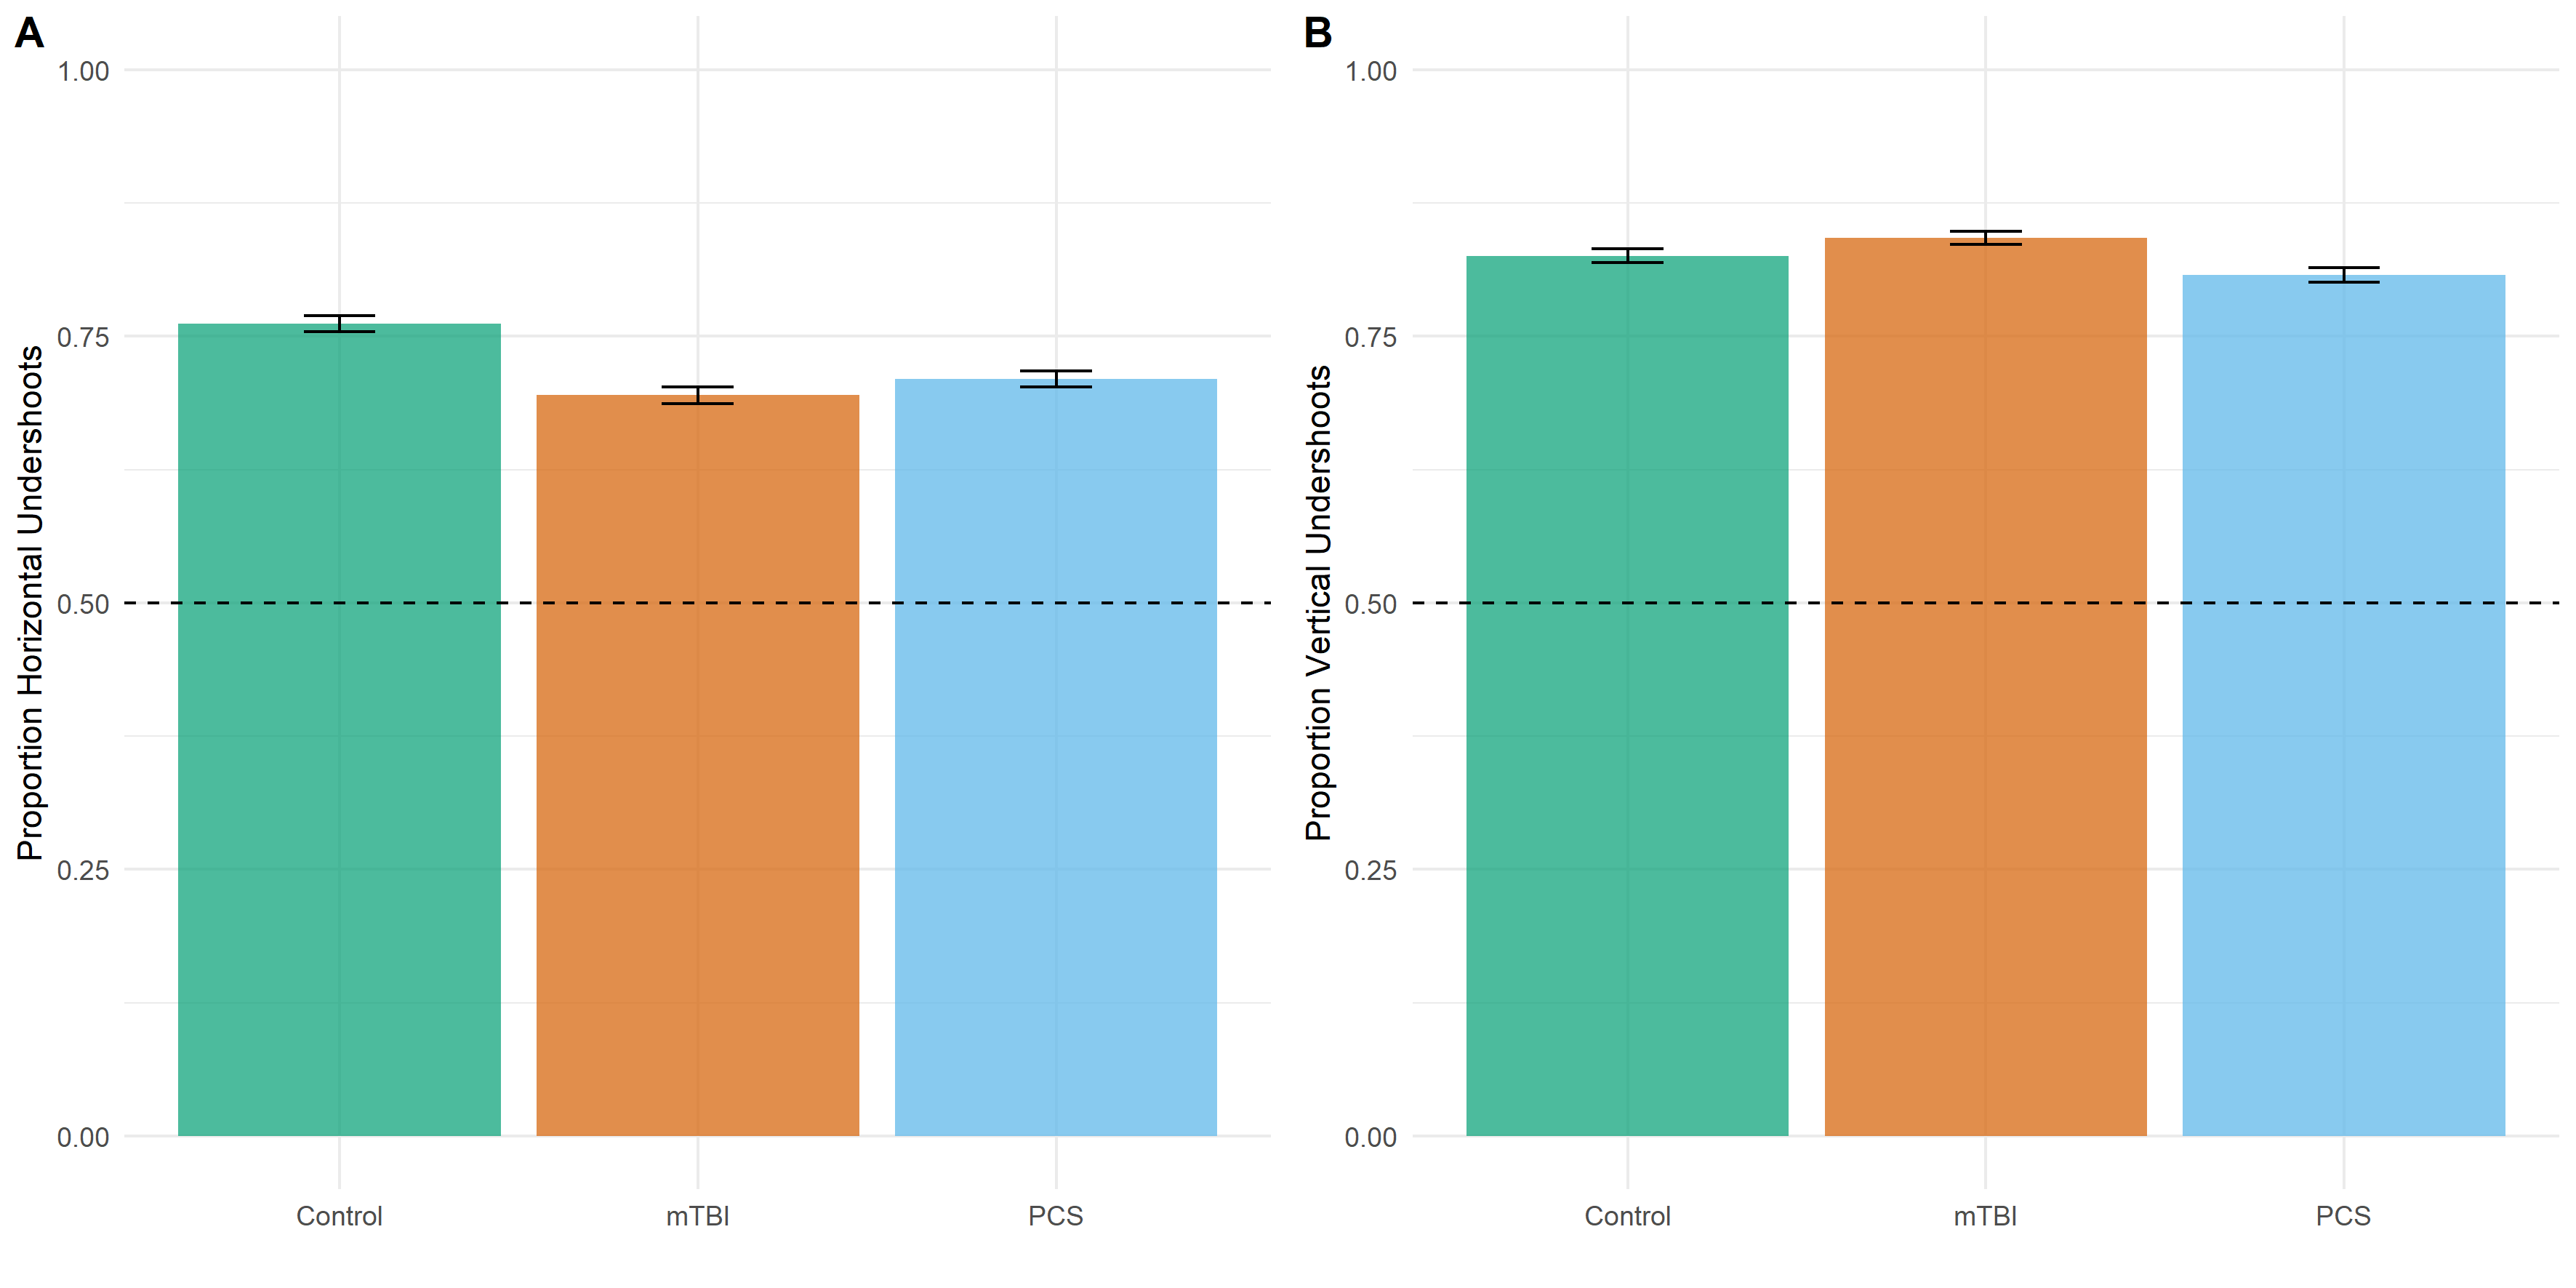 A
Proportion Horizontal Undershoots
1.00
0.75
0.50
0.25
0.00
Control
mTBI
PCS
B
Proportion Vertical Undershoots
1.00
0.75
0.50
0.25
0.00
Control
mTBI
PCS